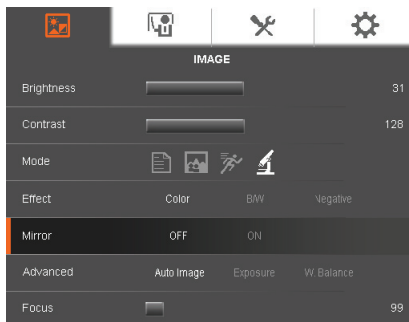 IMAGE
Brightness 31
Contrast 128
Mode
Effect Color B/W Negative
Mirror OFF ON
Advanced Auto Image Exposure W. Balance
Focus 99